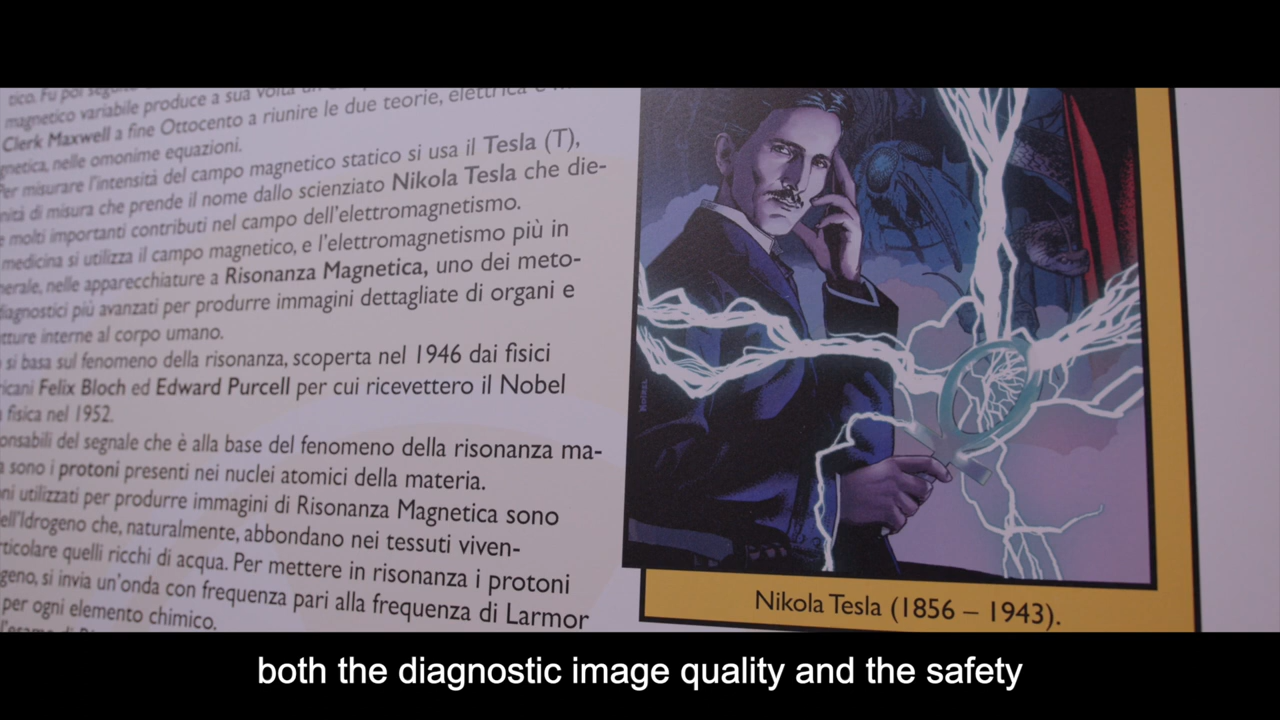 tico. Fu poi
magnetico variabile produce a sua volta un
Clerk Maxwell a fine Ottocento a riunire le due teorie, elettrica e
gnetica, nelle omonime equazioni.
Per misurare l'intensità del campo magnetico statico si usa il Tesla (T),
nità di misura che prende il nome dallo scienziato Nikola Tesla che die-
e molti importanti contributi nel campo dell'elettromagnetismo.
medicina si utilizza il campo magnetico, e l'elettromagnetismo più in
nerale, nelle apparecchiature a Risonanza Magnetica, uno dei meto-
diagnostici più avanzati per produrre immagini dettagliate di organi e
tture interne al corpo umano.
si basa sul fenomeno della risonanza, scoperta nel 1946 dai fisici
ricani Felix Bloch ed Edward Purcell per cui ricevettero il Nobel
fisica nel 1952.
onsabili del segnale che è alla base del fenomeno della risonanza ma-
a sono i protoni presenti nei nuclei atomici della materia.
ni utilizzati per produrre immagini di Risonanza Magnetica sono
ell'Idrogeno che, naturalmente, abbondano nei tessuti viven-
rticolare quelli ricchi di acqua. Per mettere in risonanza i protoni
geno, si invia un'onda con frequenza pari alla frequenza di Larmor
per ogni elemento chimico.
Nikola Tesla (1856 – 1943).
both the diagnostic image quality and the safety